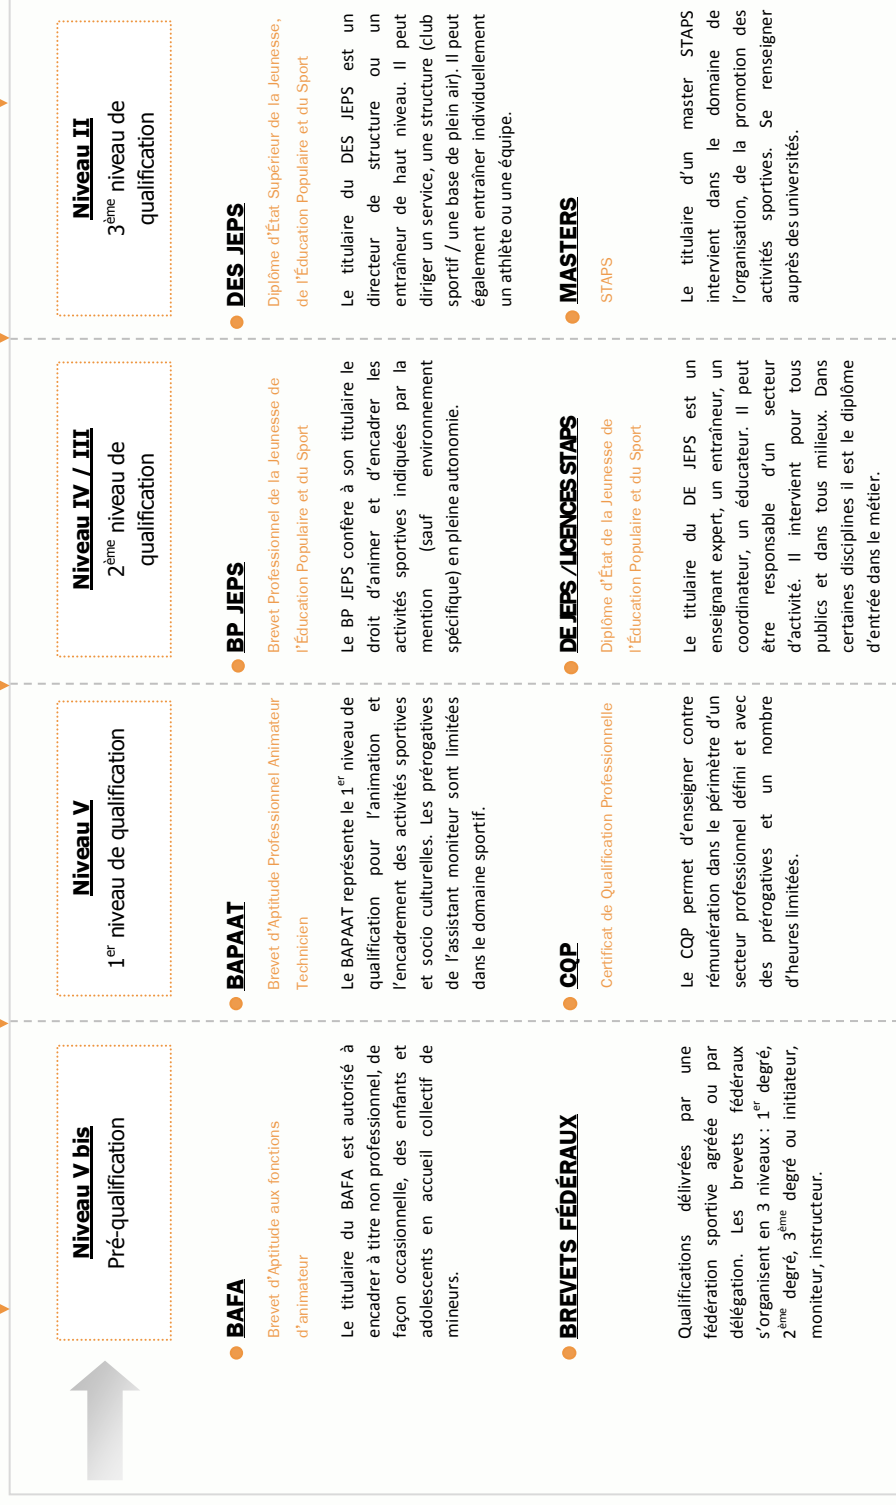 Niveau V bis
Pré-qualification
BAFA
Brevet d'Aptitude aux fonctions
d'animateur
Le titulaire du BAFA est autorisé à
encadrer à titre non professionnel, de
façon occasionnelle, des enfants et
adolescents en accueil collectif de
mineurs.
BREVETS FÉDÉRAUX
Qualifications délivrées par une
fédération sportive agréée ou par
délégation. Les brevets fédéraux
s'organisent en 3 niveaux : 1er degré,
2ème degré, 3ème degré ou initiateur,
moniteur, instructeur.
Niveau V
1er niveau de qualification
BAPAAT
Brevet d'Aptitude Professionnel Animateur
Technicien
Le BAPAAT représente le 1er niveau de
qualification pour l'animation et
l'encadrement des activités sportives
et socio culturelles. Les prérogatives
de l'assistant moniteur sont limitées
dans le domaine sportif.
CQP
Certificat de Qualification Professionnelle
Le CQP permet d'enseigner contre
rémunération dans le périmètre d'un
secteur professionnel défini et avec
des prérogatives et un nombre
d'heures limitées.
Niveau IV / III
2ème niveau de
qualification
BP JEPS
Brevet Professionnel de la Jeunesse de
l'Éducation Populaire et du Sport
Le BP JEPS confère à son titulaire le
droit d'animer et d'encadrer les
activités sportives indiquées par la
mention (sauf environnement
spécifique) en pleine autonomie.
DE JEPS /LICENCES STAPS
Diplôme d'État de la Jeunesse de
l'Éducation Populaire et du Sport
Le titulaire du DE JEPS est un
enseignant expert, un entraîneur, un
coordinateur, un éducateur. Il peut
être responsable d'un secteur
d'activité. Il intervient pour tous
publics et dans tous milieux. Dans
certaines disciplines il est le diplôme
d'entrée dans le métier.
Niveau II
3ème niveau de
qualification
DES JEPS
Diplôme d'État Supérieur de la Jeunesse,
de l'Éducation Populaire et du Sport
Le titulaire du DES JEPS est un
directeur de structure ou un
entraîneur de haut niveau. Il peut
diriger un service, une structure (club
sportif / une base de plein air). Il peut
également entraîner individuellement
un athlète ou une équipe.
MASTERS
STAPS
Le titulaire d'un master STAPS
intervient dans le domaine de
l'organisation, de la promotion des
activités sportives. Se renseigner
auprès des universités.